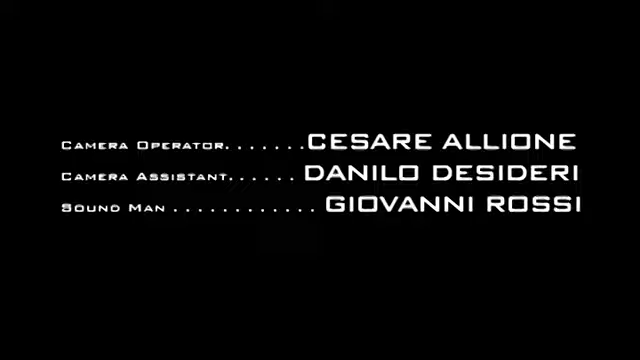 Camera Operator.......CESARE ALLIONE
Camera Assistant...... DANILO DESIDERI
Sound Man ............ GIOVANNI ROSSI